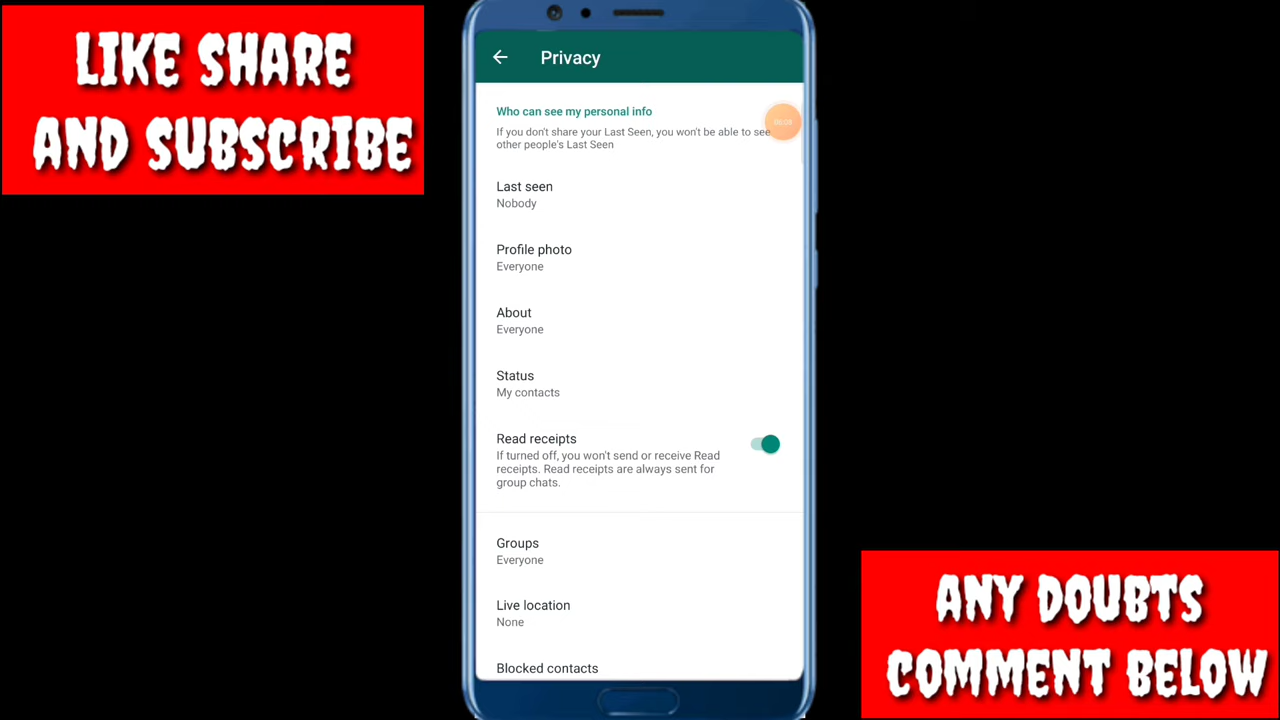 LIKE SHARE
AND SUBSCRIBE
Privacy
Who can see my personal info
If you don't share your Last Seen, you won't be able to see
other people's Last Seen
Last seen
Nobody
Profile photo
Everyone
About
Everyone
Status
My contacts
Read receipts
If turned off, you won't send or receive Read
receipts. Read receipts are always sent for
group chats.
Groups
Everyone
Live location
None
Blocked contacts
ANY DOUBTS
COMMENT BELOW